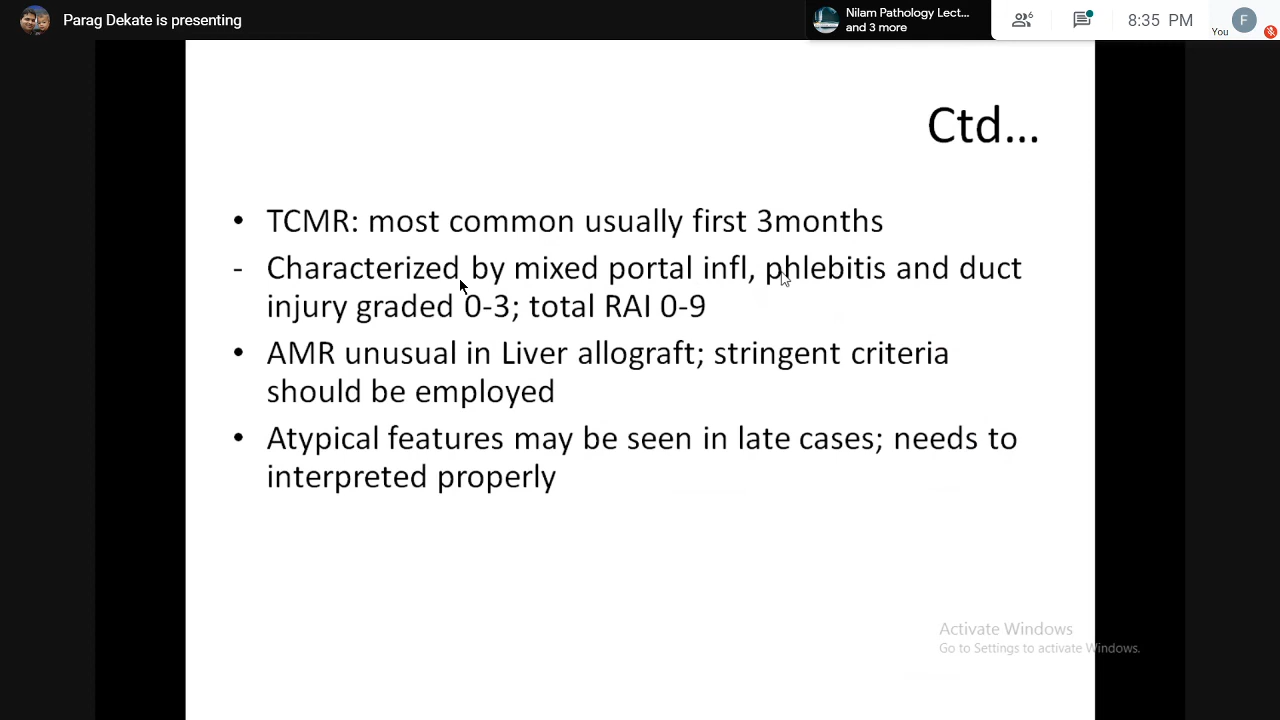 Parag Dekate is presenting
Nilam Pathology Lect...
and 3 more
6
8:35 PM
F
You
Ctd...
• TCMR: most common usually first 3months
- Characterized by mixed portal infl, phlebitis and duct
injury graded 0-3; total RAI 0-9
• AMR unusual in Liver allograft; stringent criteria
should be employed
• Atypical features may be seen in late cases; needs to
interpreted properly
Activate Windows
Go to Settings to activate Windows.